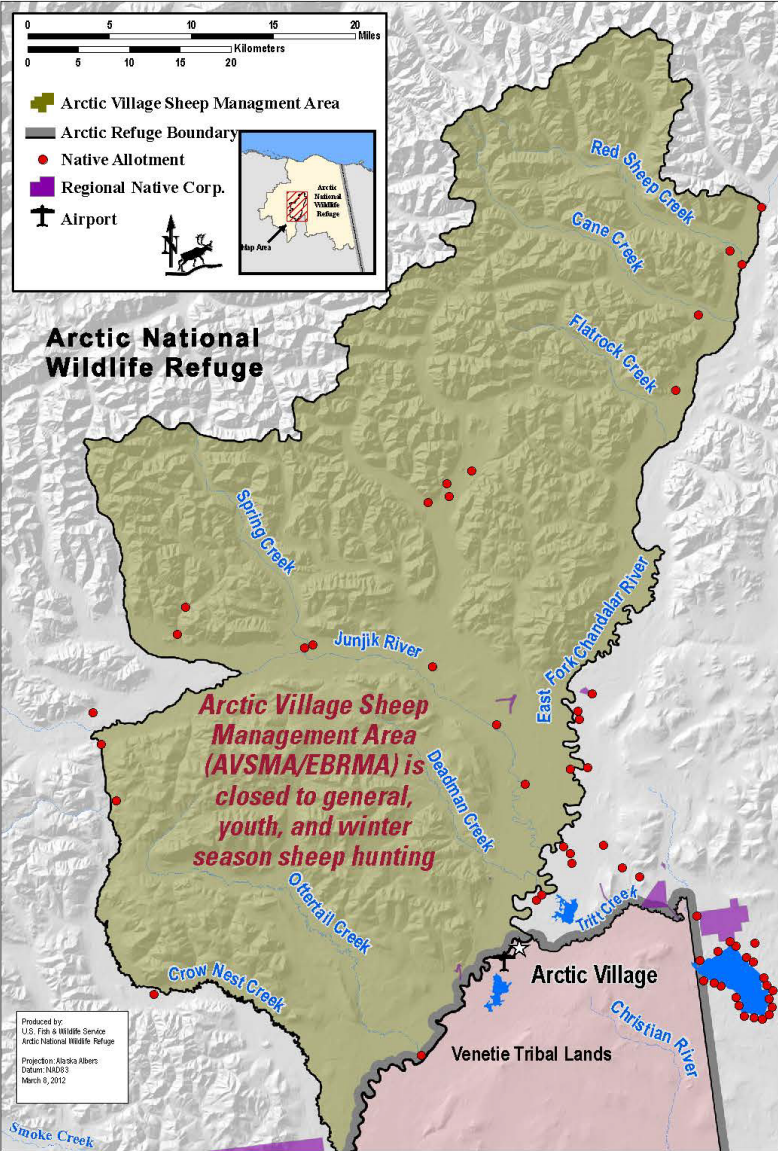 0 5 10 15 20
Miles
Kilometers
0 5 10 15 20
Arctic Village Sheep Managment Area
Arctic Refuge Boundary
Native Allotment
Regional Native Corp.
Airport
N
Arctic
National
Wildlife
Refuge
Map Area
Arctic National
Wildlife Refuge
Red Sheep Creek
Cane Creek
Flatrock Creek
Spring Creek
Junjik River
East Fork Chandalar River
Arctic Village Sheep
Management Area
(AVSMA/EBRMA) is
closed to general,
youth, and winter
season sheep hunting
Deadman Creek
Ottertail Creek
Tritt Creek
Crow Nest Creek
Arctic Village
Christian River
Venetie Tribal Lands
Produced by:
U.S. Fish & Wildlife Service
Arctic National Wildlife Refuge
Projection: Alaska Albers
Datum: NAD83
March 8, 2012
Smoke Creek